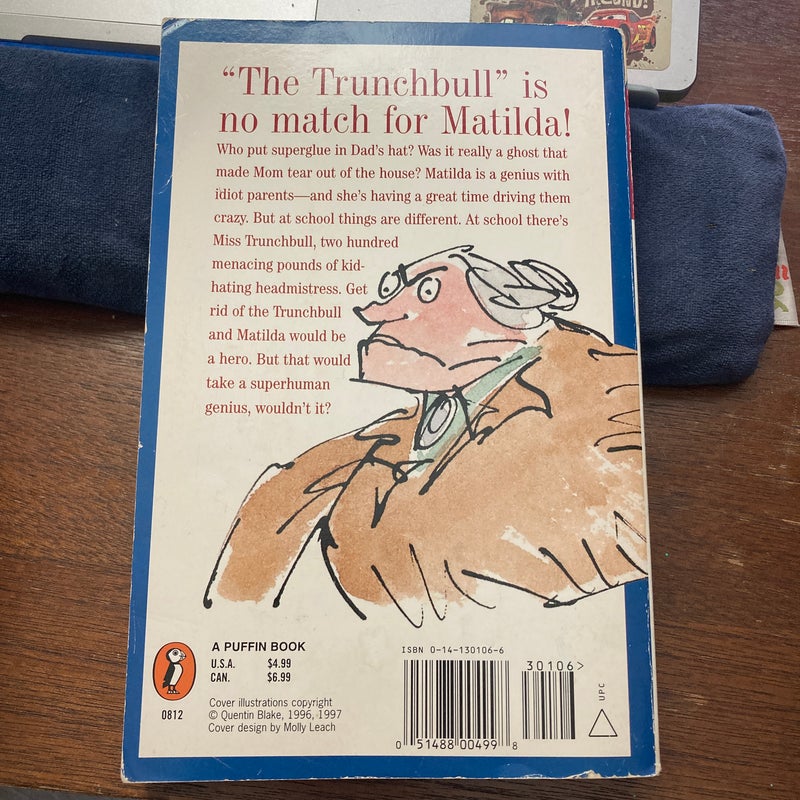 “The Trunchbull” is
no match for Matilda!
Who put superglue in Dad's hat? Was it really a ghost that
made Mom tear out of the house? Matilda is a genius with
idiot parents—and she's having a great time driving them
crazy. But at school things are different. At school there's
Miss Trunchbull, two hundred
menacing pounds of kid-
hating headmistress. Get
rid of the Trunchbull
and Matilda would be
a hero. But that would
take a superhuman
genius, wouldn't it?
A PUFFIN BOOK
U.S.A. $4.99
CAN. $6.99
0812
Cover illustrations copyright
© Quentin Blake, 1996, 1997
Cover design by Molly Leach
ISBN 0-14-130106-6
30106>
UPC
0 51488 00499 8